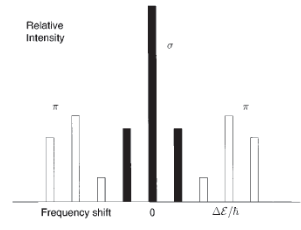 Relative
Intensity
σ
π
π
Frequency shift 0 Δℰ/ħ